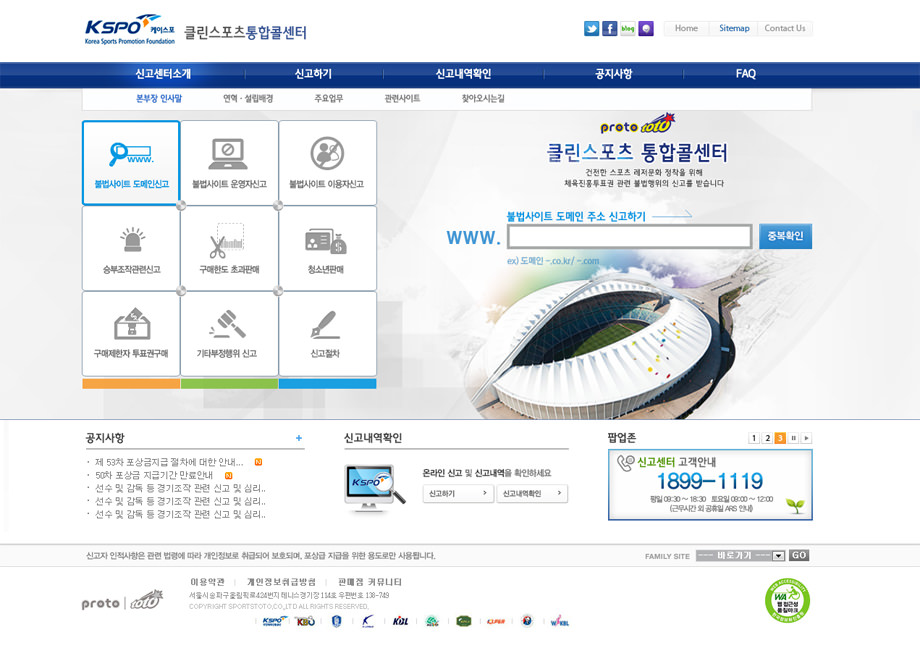 KSPO 케이스포
Korea Sports Promotion Foundation
클린스포츠통합콜센터
blog
Home Sitemap Contact Us
신고센터소개 신고하기 신고내역확인 공지사항 FAQ
본부장 인사말 연혁·설립배경 주요업무 관련사이트 찾아오시는길
www.
불법사이트 도메인신고 불법사이트 운영자신고 불법사이트 이용자신고
승부조작관련신고 구매한도 초과판매 청소년판매
구매제한자 투표권구매 기타부정행위 신고 신고절차
proto toto
클린스포츠 통합콜센터
건전한 스포츠 레저문화 정착을 위해
체육진흥투표권 관련 불법행위의 신고를 받습니다
불법사이트 도메인 주소 신고하기
WWW. 중복확인
ex) 도메인 ~.co.kr/ ~.com
공지사항 +
· 제 53차 포상금지급 절차에 대한 안내... N
· 50차 포상금 지급기간 만료안내 N
· 선수 및 감독 등 경기조작 관련 신고 및 심리..
· 선수 및 감독 등 경기조작 관련 신고 및 심리..
· 선수 및 감독 등 경기조작 관련 신고 및 심리..
신고내역확인
KSPO
온라인 신고 및 신고내역을 확인하세요
신고하기 신고내역확인
팝업존 1 2 3
신고센터 고객안내
1899-1119
평일 08:30 ~ 18:30 토요일 09:00 ~ 12:00
(근무시간 외 공휴일 ARS 안내)
신고자 인적사항은 관련 법령에 따라 개인정보로 취급되어 보호되며, 포상금 지급을 위한 용도로만 사용됩니다.
FAMILY SITE --- 바로가기 --- GO
이용약관 | 개인정보취급방침 | 판매점 커뮤니티
proto | toto
서울시 송파구 올림픽로 424번지 테니스경기장 114호 우편번호 138-749
COPYRIGHT SPORTSTOTO.CO.,LTD ALL RIGHTS RESERVED.
WA
웹 접근성
품질마크
KSPO KBO KBL WKBL